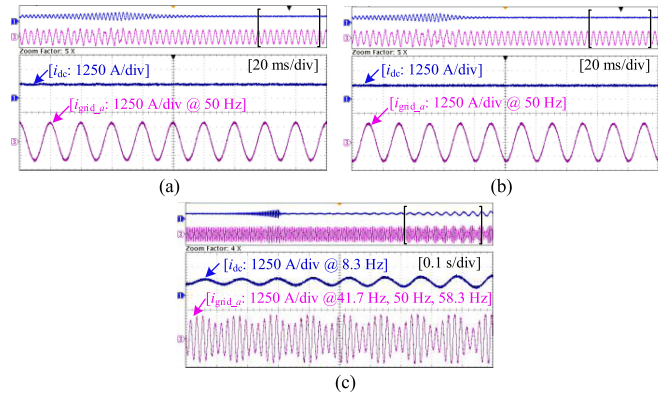 Zoom Factor: 5 X
[20 ms/div]
[idc: 1250 A/div]
[igrid_a: 1250 A/div @ 50 Hz]
(a)
Zoom Factor: 5 X
[20 ms/div]
[idc: 1250 A/div]
[igrid_a: 1250 A/div @ 50 Hz]
(b)
Zoom Factor: 4 X
[idc: 1250 A/div @ 8.3 Hz]
[0.1 s/div]
[igrid_a: 1250 A/div @41.7 Hz, 50 Hz, 58.3 Hz]
(c)